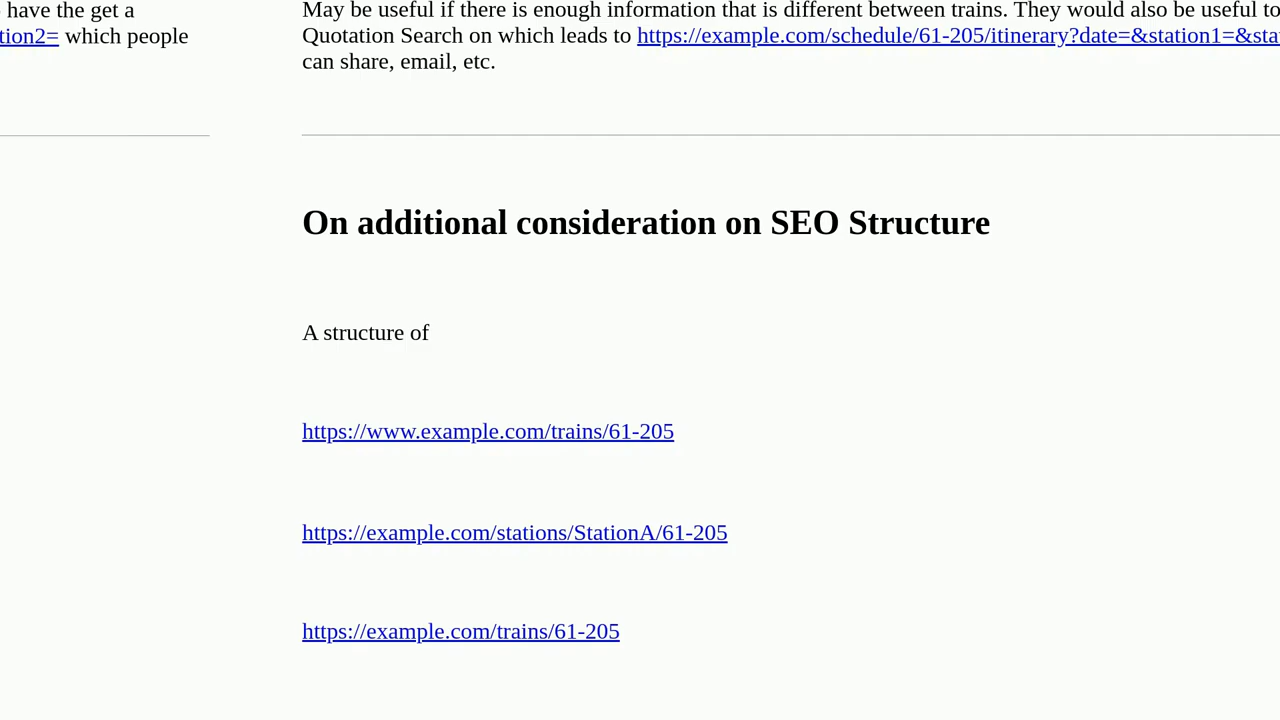 have the get a
tion2= which people
May be useful if there is enough information that is different between trains. They would also be useful to
Quotation Search on which leads to https://example.com/schedule/61-205/itinerary?date=&station1=&sta
can share, email, etc.
On additional consideration on SEO Structure
A structure of
https://www.example.com/trains/61-205
https://example.com/stations/StationA/61-205
https://example.com/trains/61-205